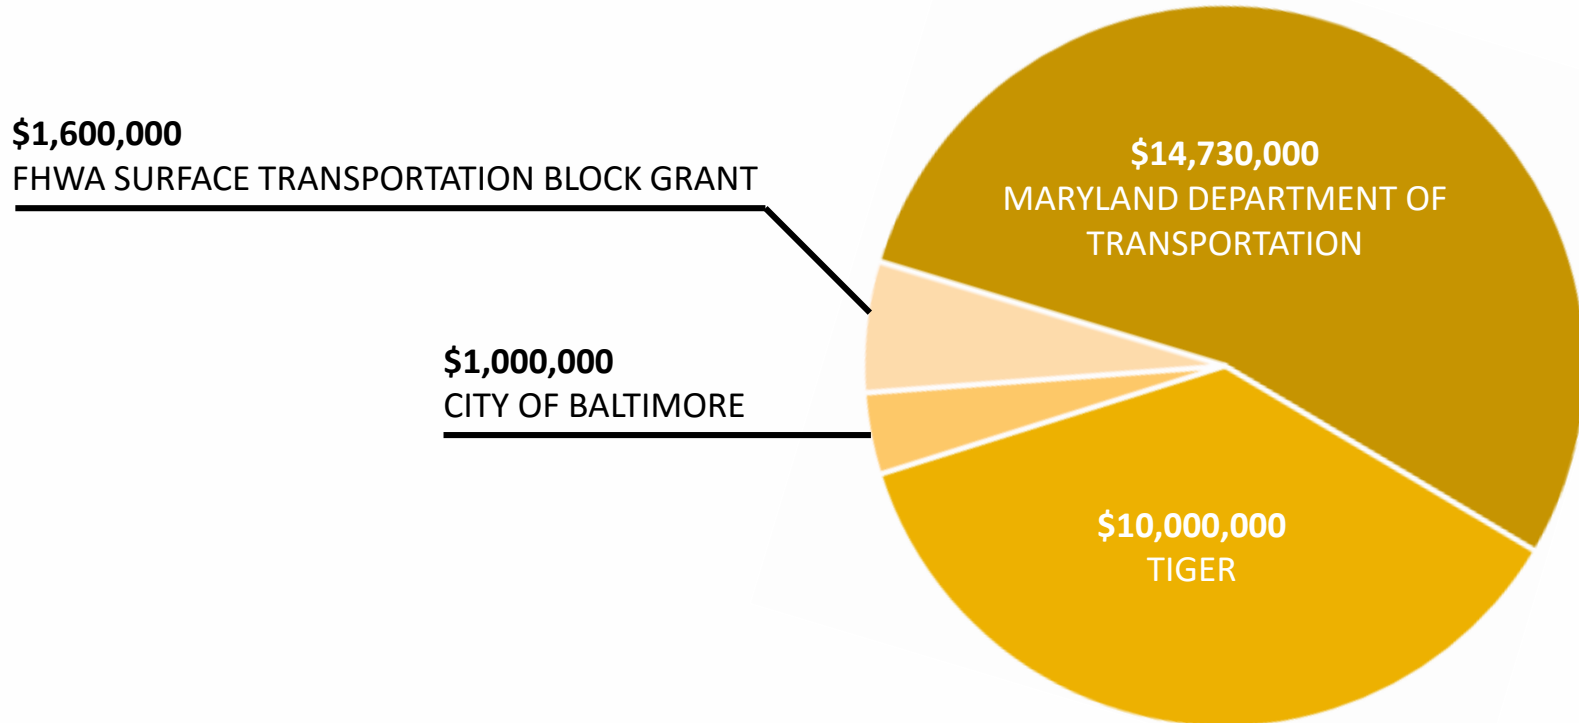 $1,600,000
FHWA SURFACE TRANSPORTATION BLOCK GRANT
$14,730,000
MARYLAND DEPARTMENT OF
TRANSPORTATION
$1,000,000
CITY OF BALTIMORE
$10,000,000
TIGER